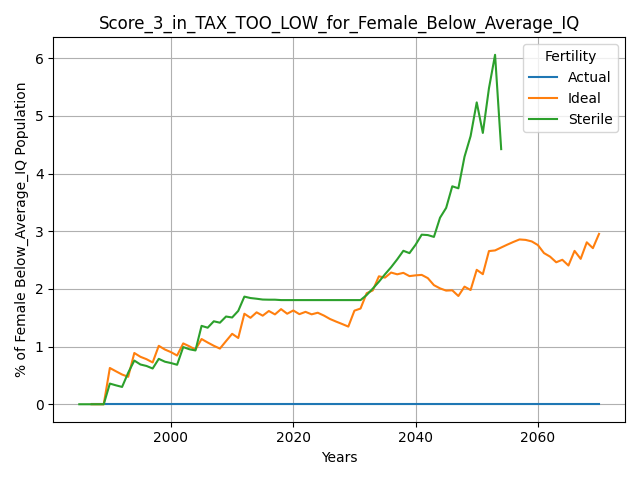 Score_3_in_TAX_TOO_LOW_for_Female_Below_Average_IQ
% of Female Below_Average_IQ Population
6
5
4
3
2
1
0
Fertility
Actual
Ideal
Sterile
2000
2020
2040
2060
Years